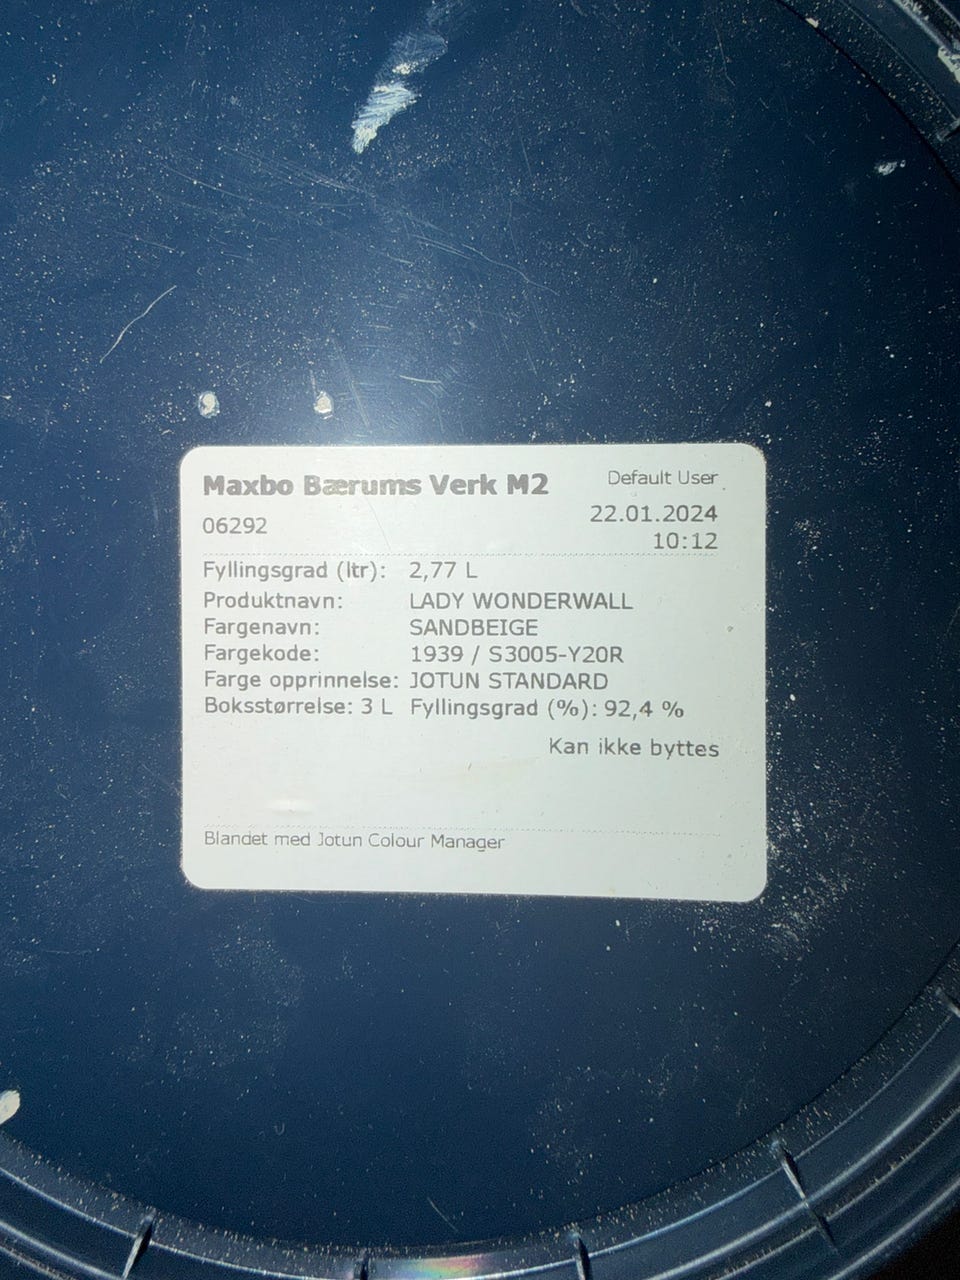 Maxbo Bærums Verk M2 Default User
06292 22.01.2024
10:12
Fyllingsgrad (ltr): 2,77 L
Produktnavn: LADY WONDERWALL
Fargenavn: SANDBEIGE
Fargekode: 1939 / S3005-Y20R
Farge opprinnelse: JOTUN STANDARD
Boksstørrelse: 3 L Fyllingsgrad (%): 92,4 %
Kan ikke byttes
Blandet med Jotun Colour Manager